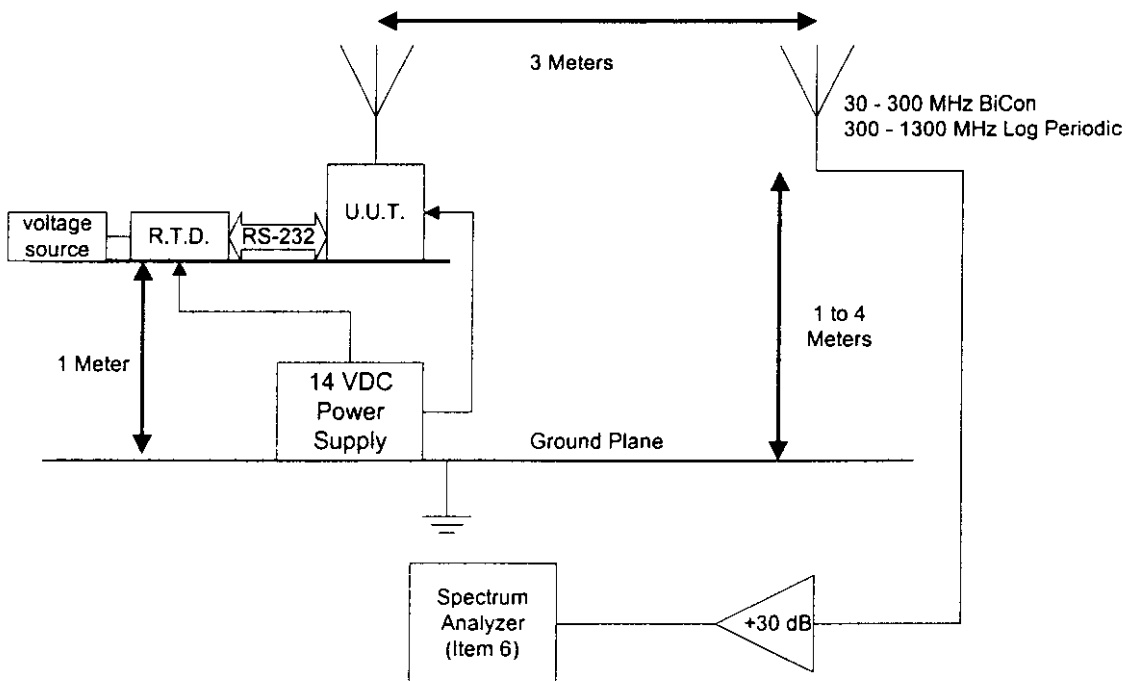 3 Meters
30 - 300 MHz BiCon
300 - 1300 MHz Log Periodic
U.U.T.
voltage
source
R.T.D.
RS-232
1 to 4
Meters
1 Meter
14 VDC
Power
Supply
Ground Plane
Spectrum
Analyzer
(Item 6)
+30 dB